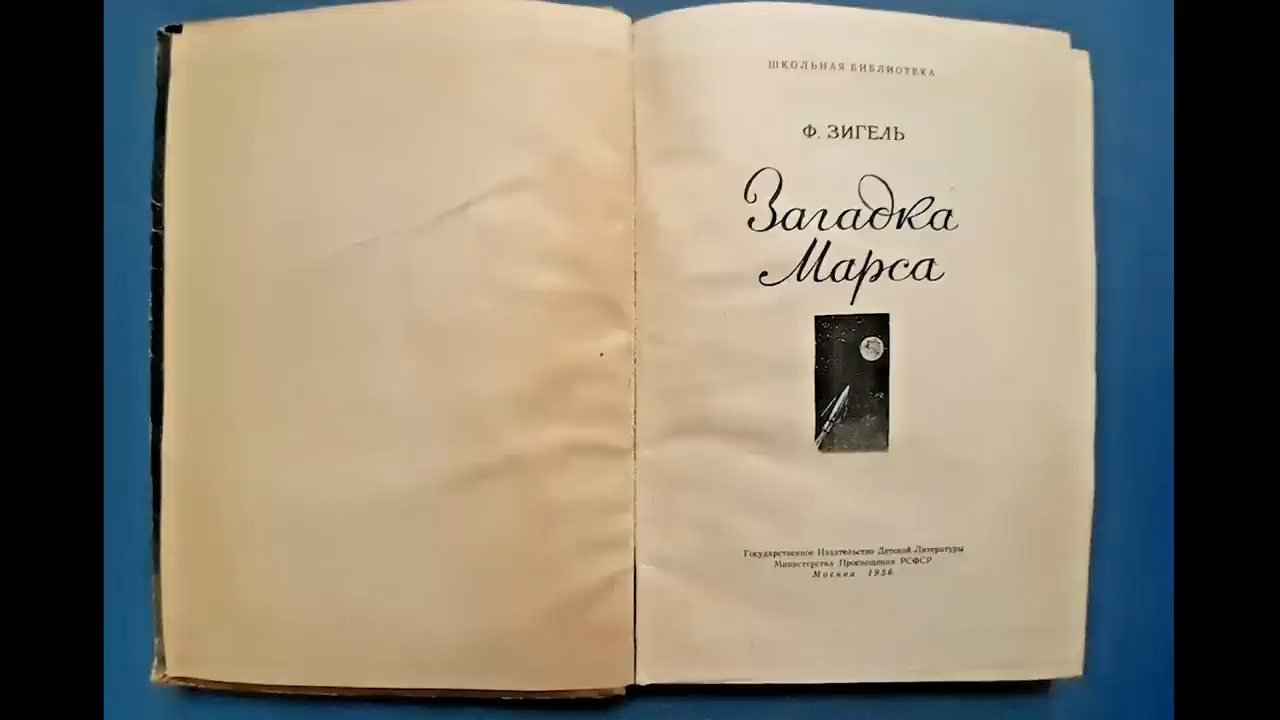 ШКОЛЬНАЯ БИБЛИОТЕКА
Ф. ЗИГЕЛЬ
Загадка
Марса
Государственное Издательство Детской Литературы
Министерства Просвещения РСФСР
Москва 1956